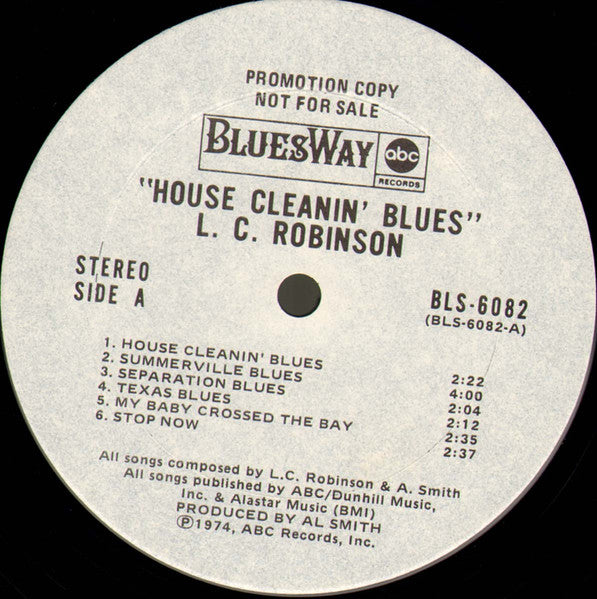 PROMOTION COPY
NOT FOR SALE
BLUESWAY abc
RECORDS
"HOUSE CLEANIN' BLUES"
L. C. ROBINSON
STEREO
SIDE A
BLS-6082
(BLS-6082-A)
1. HOUSE CLEANIN' BLUES 2:22
2. SUMMERVILLE BLUES 4:00
3. SEPARATION BLUES 2:04
4. TEXAS BLUES 2:12
5. MY BABY CROSSED THE BAY 2:35
6. STOP NOW 2:37
All songs composed by L.C. Robinson & A. Smith
All songs published by ABC/Dunhill Music,
Inc. & Alastar Music (BMI)
PRODUCED BY AL SMITH
Ⓟ1974, ABC Records, Inc.